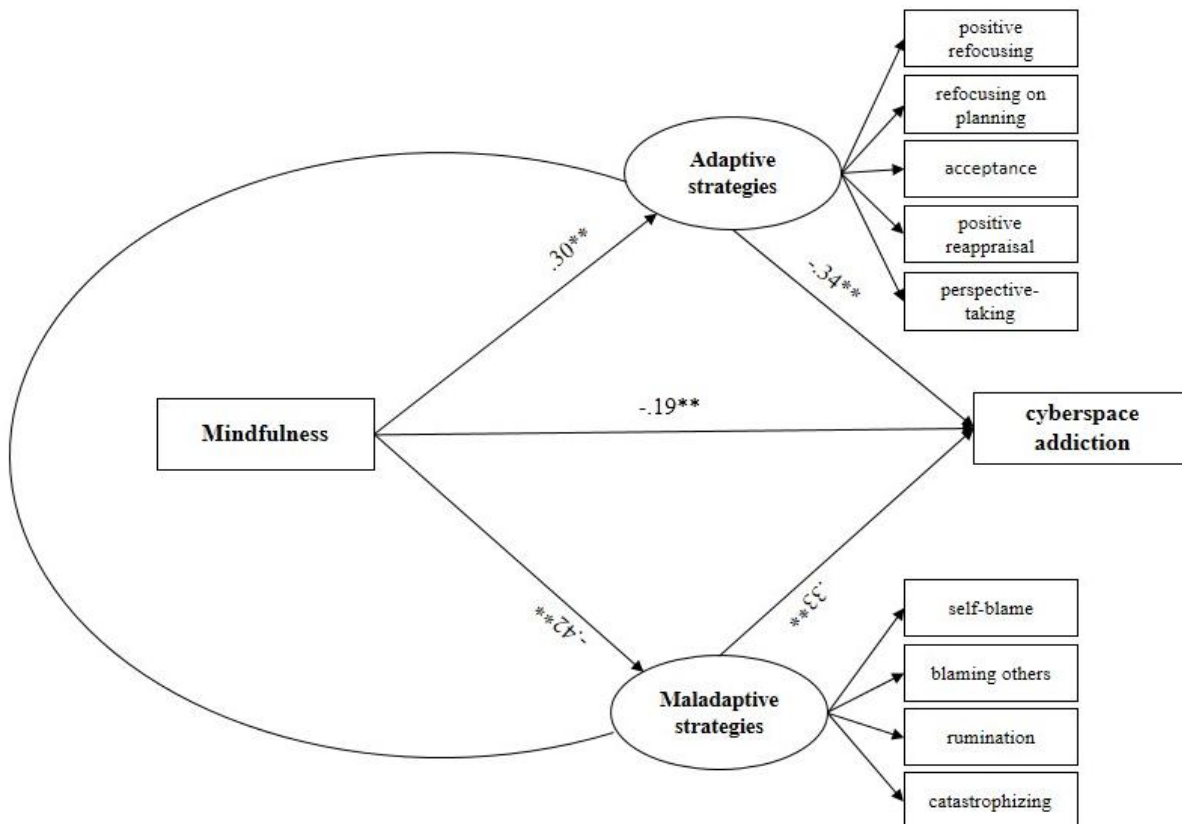 positive
refocusing
refocusing on
planning
Adaptive
strategies
acceptance
positive
reappraisal
perspective-
taking
.30**
-.34**
Mindfulness
-.19**
cyberspace
addiction
-.42**
.33**
self-blame
blaming others
Maladaptive
strategies
rumination
catastrophizing